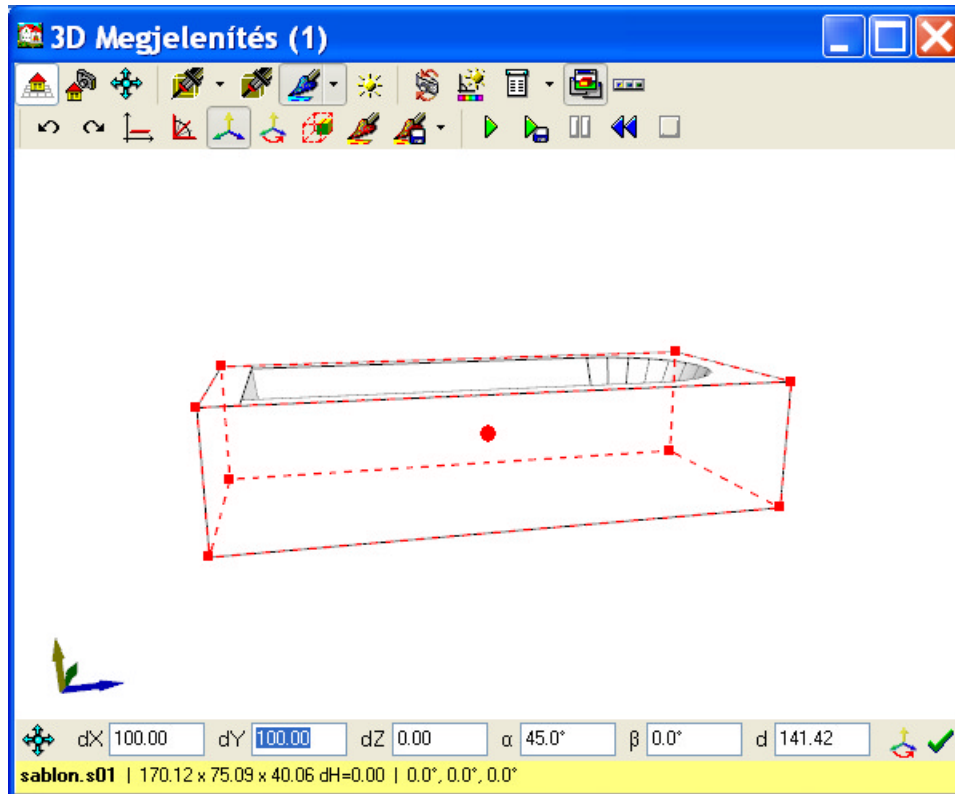 3D Megjelenítés (1)
dX 100.00 dY 100.00 dZ 0.00 α 45.0° β 0.0° d 141.42
sablon.s01 | 170.12 x 75.09 x 40.06 dH=0.00 | 0.0°, 0.0°, 0.0°